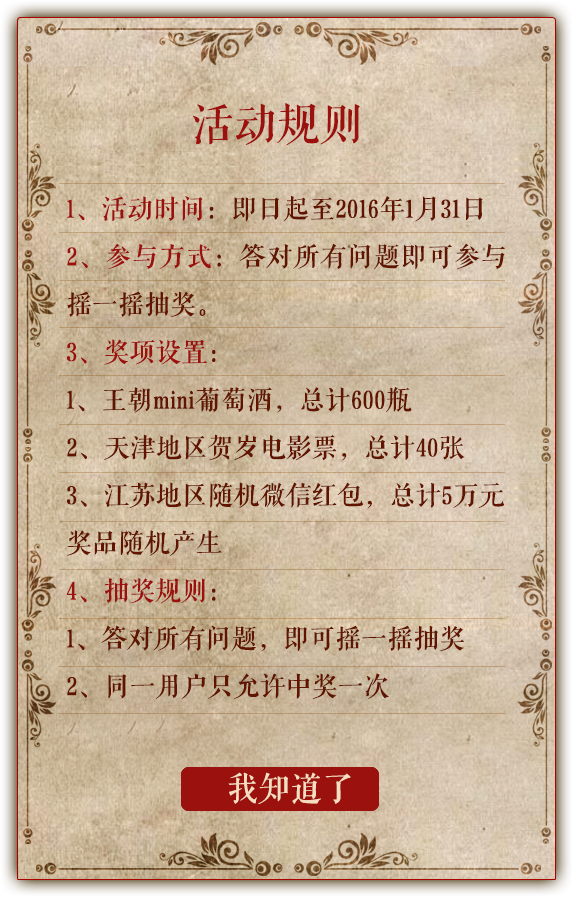 活动规则
1、活动时间：即日起至2016年1月31日
2、参与方式：答对所有问题即可参与
摇一摇抽奖。
3、奖项设置：
1、王朝mini葡萄酒，总计600瓶
2、天津地区贺岁电影票，总计40张
3、江苏地区随机微信红包，总计5万元
奖品随机产生
4、抽奖规则：
1、答对所有问题，即可摇一摇抽奖
2、同一用户只允许中奖一次
我知道了